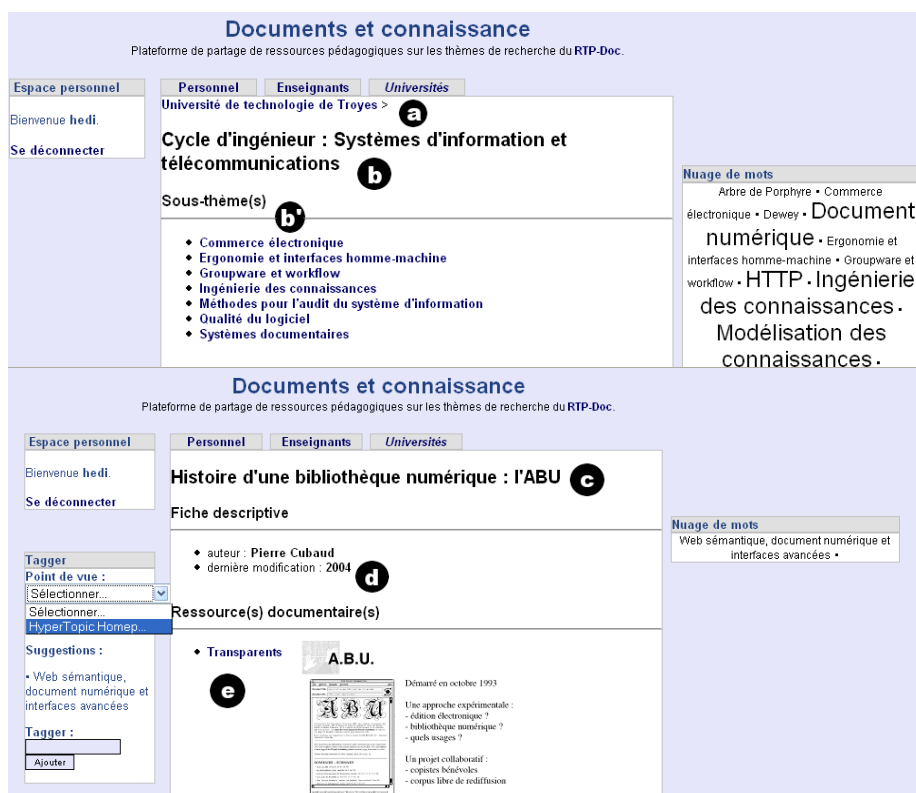 Documents et connaissance
Plateforme de partage de ressources pédagogiques sur les thèmes de recherche du RTP-Doc.
Espace personnel
Bienvenue hedi.
Se déconnecter
Personnel Enseignants Universités
Université de technologie de Troyes >
a
Cycle d'ingénieur : Systèmes d'information et
télécommunications
b
Sous-thème(s)
b'
Commerce électronique
Ergonomie et interfaces homme-machine
Groupware et workflow
Ingénierie des connaissances
Méthodes pour l'audit du système d'information
Qualité du logiciel
Systèmes documentaires
Nuage de mots
Arbre de Porphyre • Commerce
électronique • Dewey • Document
numérique • Ergonomie et
interfaces homme-machine • Groupware et
workflow • HTTP • Ingénierie
des connaissances •
Modélisation des
connaissances •
Documents et connaissance
Plateforme de partage de ressources pédagogiques sur les thèmes de recherche du RTP-Doc.
Espace personnel
Bienvenue hedi.
Se déconnecter
Tagger
Point de vue :
Sélectionner...
Sélectionner...
HyperTopic Homep...
Suggestions :
• Web sémantique,
document numérique et
interfaces avancées
Tagger :
Ajouter
Personnel Enseignants Universités
Histoire d'une bibliothèque numérique : l'ABU
c
Fiche descriptive
auteur : Pierre Cubaud
dernière modification : 2004
d
Ressource(s) documentaire(s)
Transparents
e
A.B.U.
A B U
Démarré en octobre 1993
Une approche expérimentale :
- édition électronique ?
- bibliothèque numérique ?
- quels usages ?
Un projet collaboratif :
- copistes bénévoles
- corpus libre de rediffusion
Nuage de mots
Web sémantique, document numérique et
interfaces avancées •